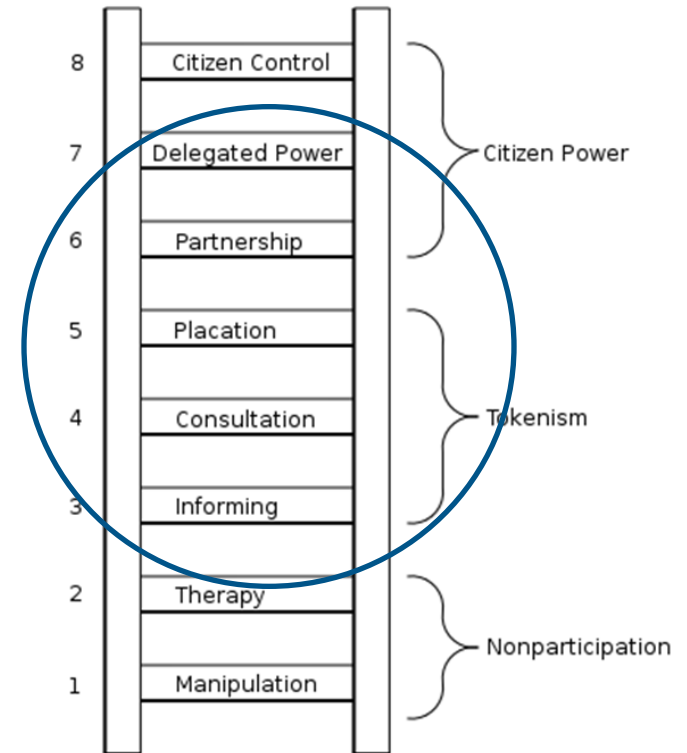 8 Citizen Control
7 Delegated Power Citizen Power
6 Partnership
5 Placation
4 Consultation Tokenism
3 Informing
2 Therapy
Nonparticipation
1 Manipulation